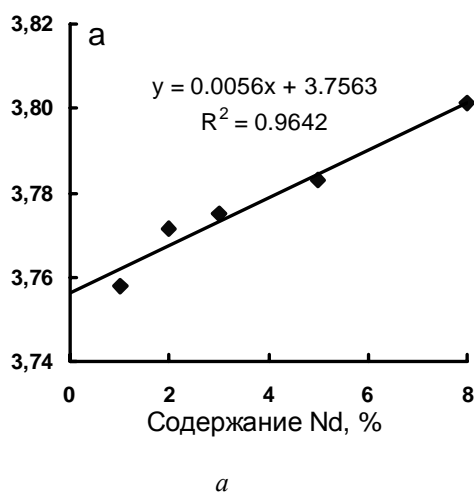 3,82
a
y = 0.0056x + 3.7563
R² = 0.9642
3,80
3,78
3,76
3,74
0 2 4 6 8
Содержание Nd, %
а